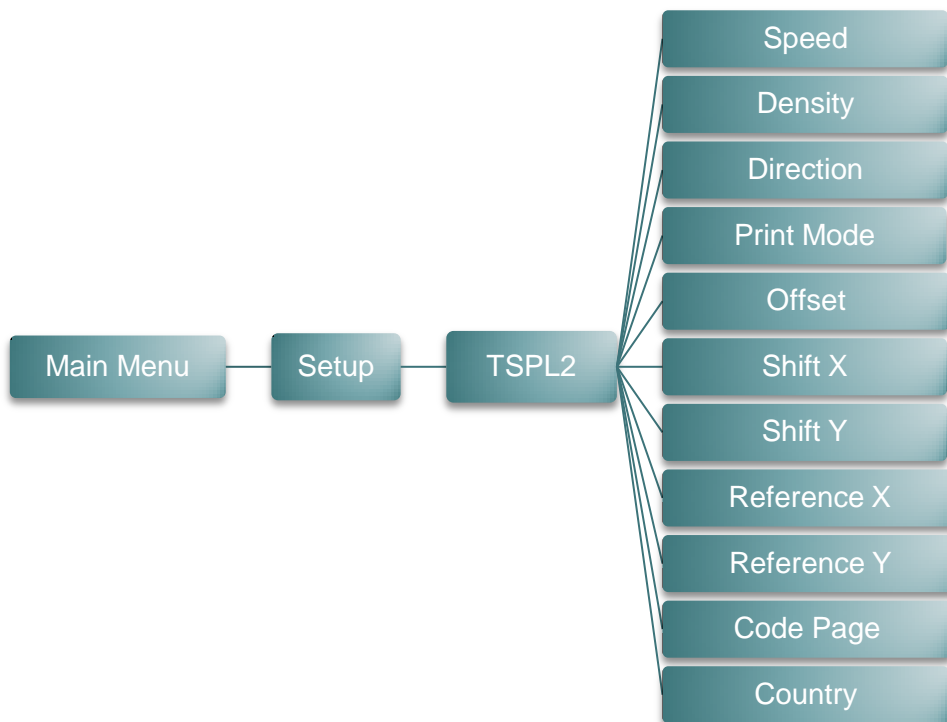 Main Menu
Setup
TSPL2
Speed
Density
Direction
Print Mode
Offset
Shift X
Shift Y
Reference X
Reference Y
Code Page
Country